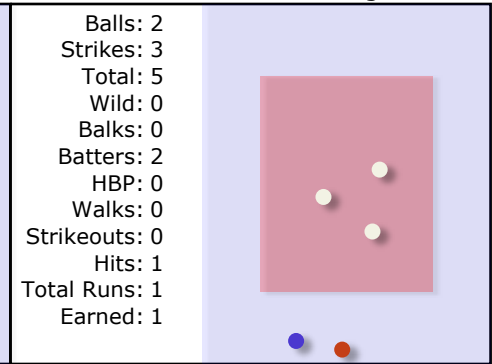 Balls: 2
Strikes: 3
Total: 5
Wild: 0
Balks: 0
Batters: 2
HBP: 0
Walks: 0
Strikeouts: 0
Hits: 1
Total Runs: 1
Earned: 1